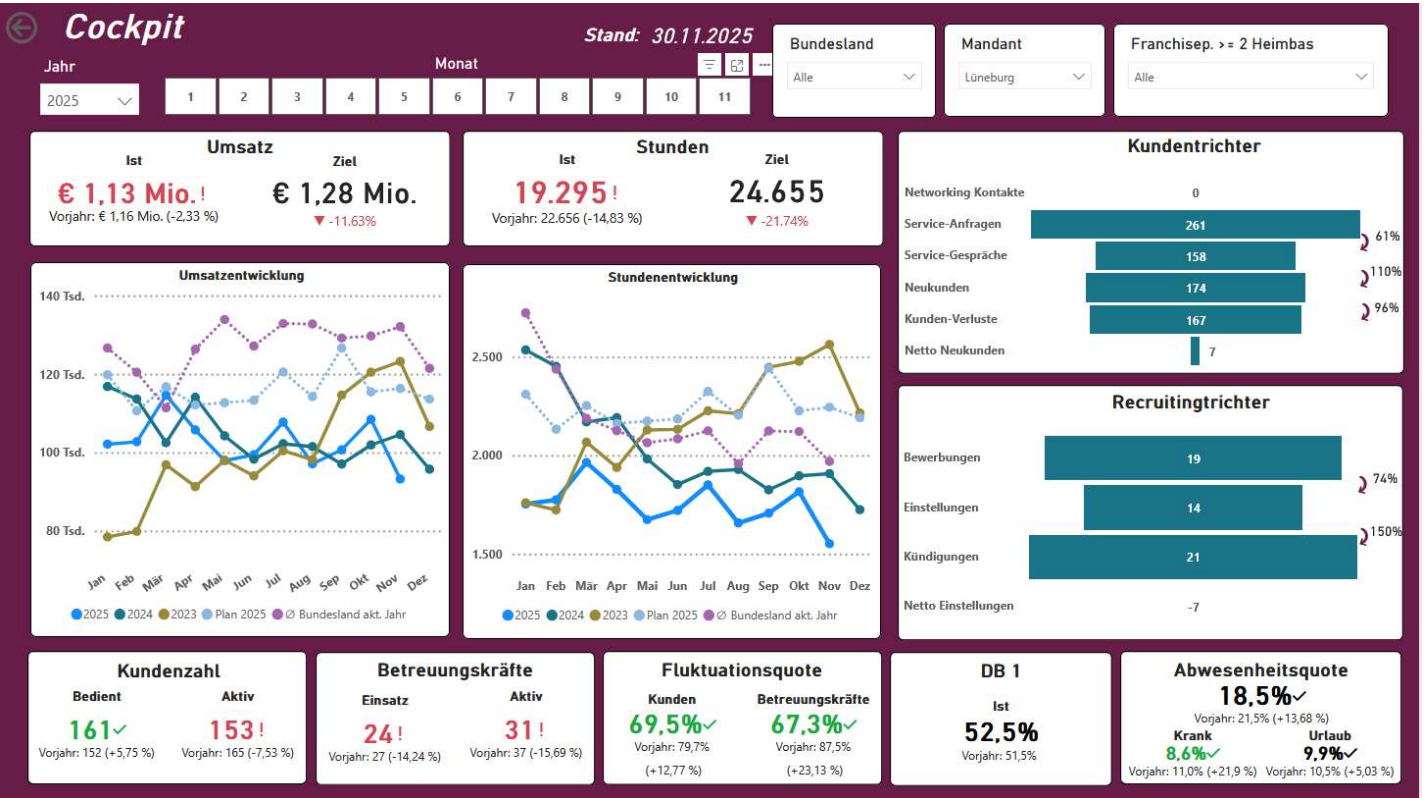 Cockpit
Stand: 30.11.2025
Jahr
2025
Monat
1 2 3 4 5 6 7 8 9 10 11
Bundesland
Alle
Mandant
Lüneburg
Franchisep. >= 2 Heimbas
Alle
Umsatz
Ist Ziel
€ 1,13 Mio.! € 1,28 Mio.
Vorjahr: € 1,16 Mio. (-2,33 %) ▼-11.63%
Stunden
Ist Ziel
19.295! 24.655
Vorjahr: 22.656 (-14,83 %) ▼-21.74%
Kundentrichter
Networking Kontakte 0
Service-Anfragen 261
61%
Service-Gespräche 158
110%
Neukunden 174
96%
Kunden-Verluste 167
Netto Neukunden 7
Umsatzentwicklung
140 Tsd.
120 Tsd.
100 Tsd.
80 Tsd.
Jan Feb Mär Apr Mai Jun Jul Aug Sep Okt Nov Dez
2025 2024 2023 Plan 2025 Ø Bundesland akt. Jahr
Stundenentwicklung
2.500
2.000
1.500
Jan Feb Mär Apr Mai Jun Jul Aug Sep Okt Nov Dez
2025 2024 2023 Plan 2025 Ø Bundesland akt. Jahr
Recruitingtrichter
Bewerbungen 19
74%
Einstellungen 14
150%
Kündigungen 21
Netto Einstellungen -7
Kundenzahl
Bedient Aktiv
161✓ 153!
Vorjahr: 152 (+5,75 %) Vorjahr: 165 (-7,53 %)
Betreuungskräfte
Einsatz Aktiv
24! 31!
Vorjahr: 27 (-14,24 %) Vorjahr: 37 (-15,69 %)
Fluktuationsquote
Kunden Betreuungskräfte
69,5%✓ 67,3%✓
Vorjahr: 79,7% Vorjahr: 87,5%
(+12,77 %) (+23,13 %)
DB 1
Ist
52,5%
Vorjahr: 51,5%
Abwesenheitsquote
18,5%✓
Vorjahr: 21,5% (+13,68 %)
Krank Urlaub
8,6%✓ 9,9%✓
Vorjahr: 11,0% (+21,9 %) Vorjahr: 10,5% (+5,03 %)